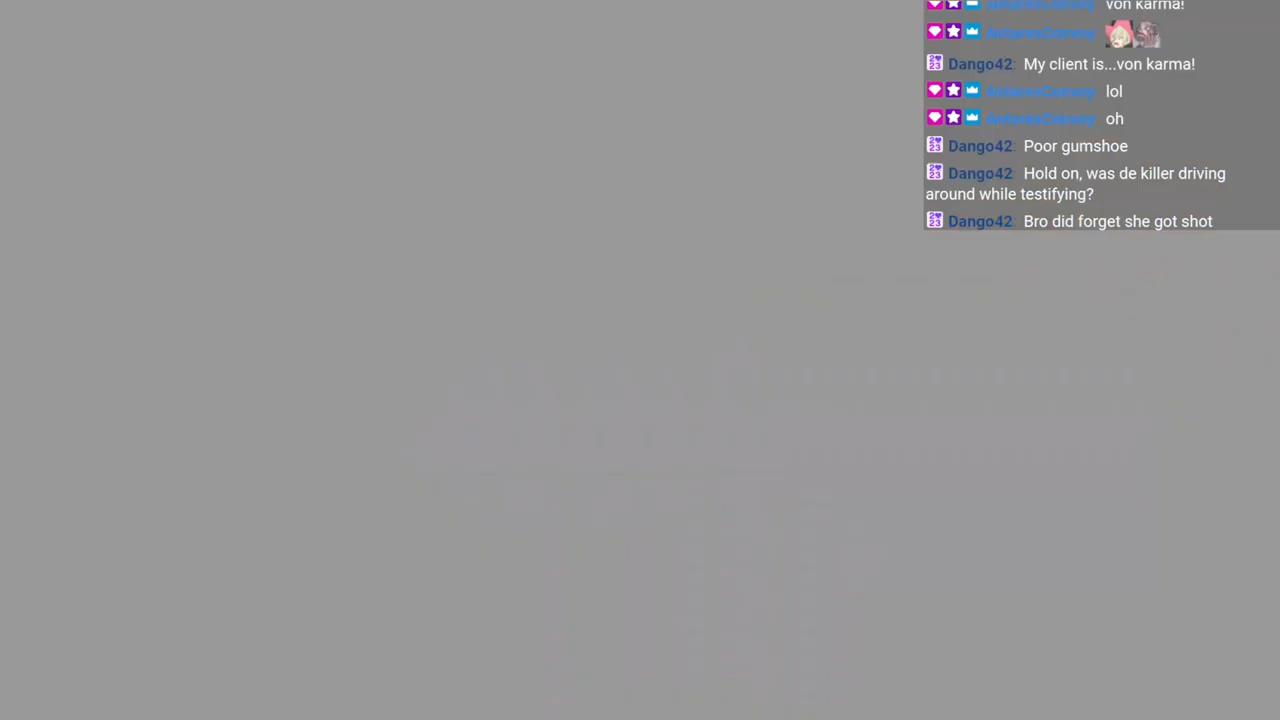 von karma!
Dango42: My client is...von karma!
lol
oh
Dango42: Poor gumshoe
Dango42: Hold on, was de killer driving
around while testifying?
Dango42: Bro did forget she got shot